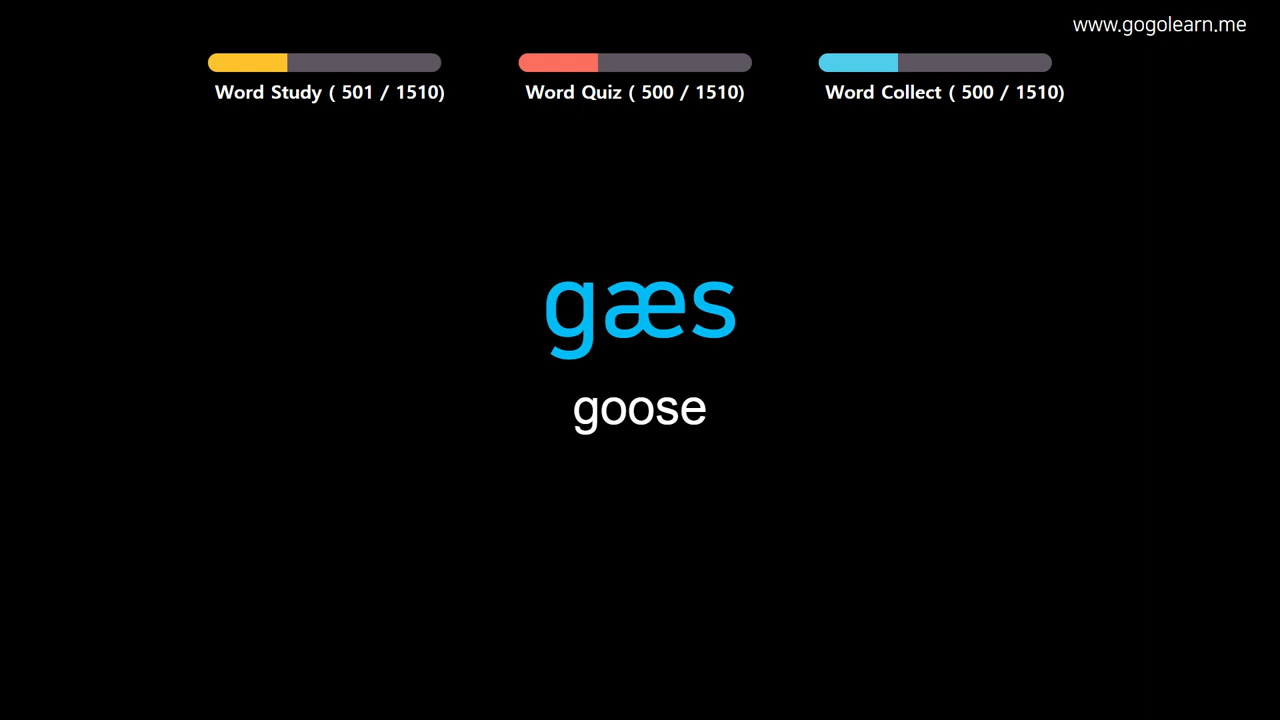 www.gogolearn.me
Word Study ( 501 / 1510)
Word Quiz ( 500 / 1510)
Word Collect ( 500 / 1510)
gæs
goose